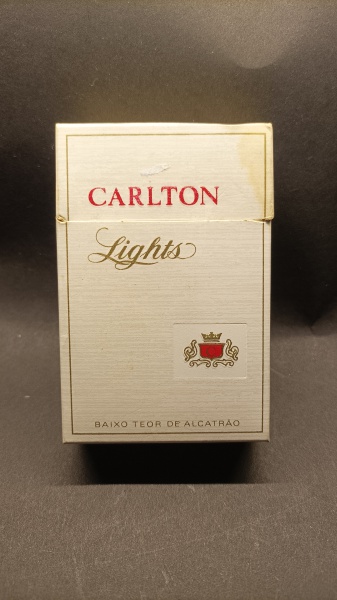 CARLTON
Lights
BAIXO TEOR DE ALCATRÃO